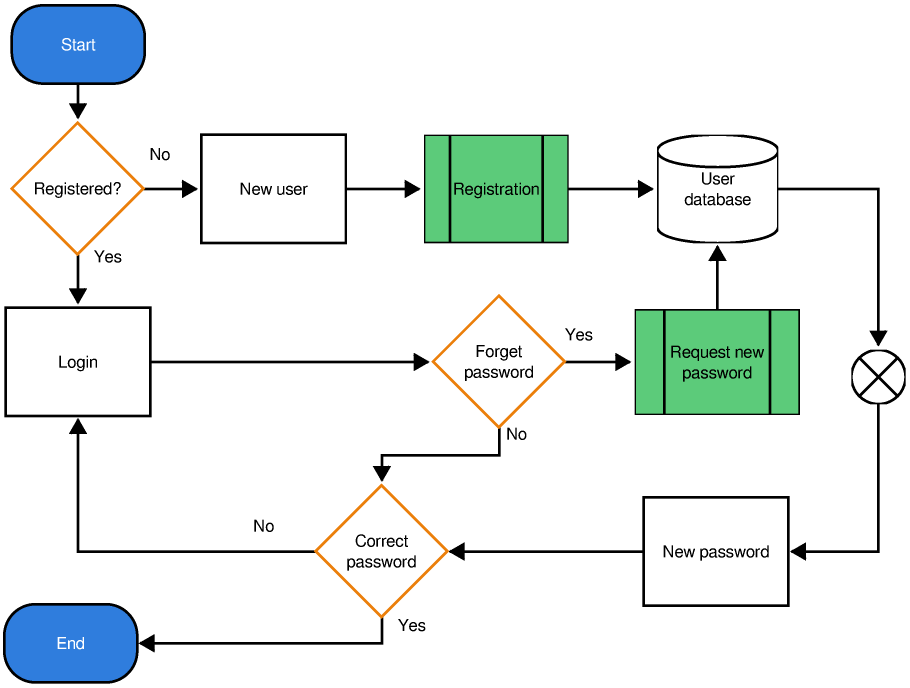 Start
No
Registered?
New user
Registration
User
database
Yes
Login
Forget
password
Yes
Request new
password
No
No
Correct
password
New password
Yes
End